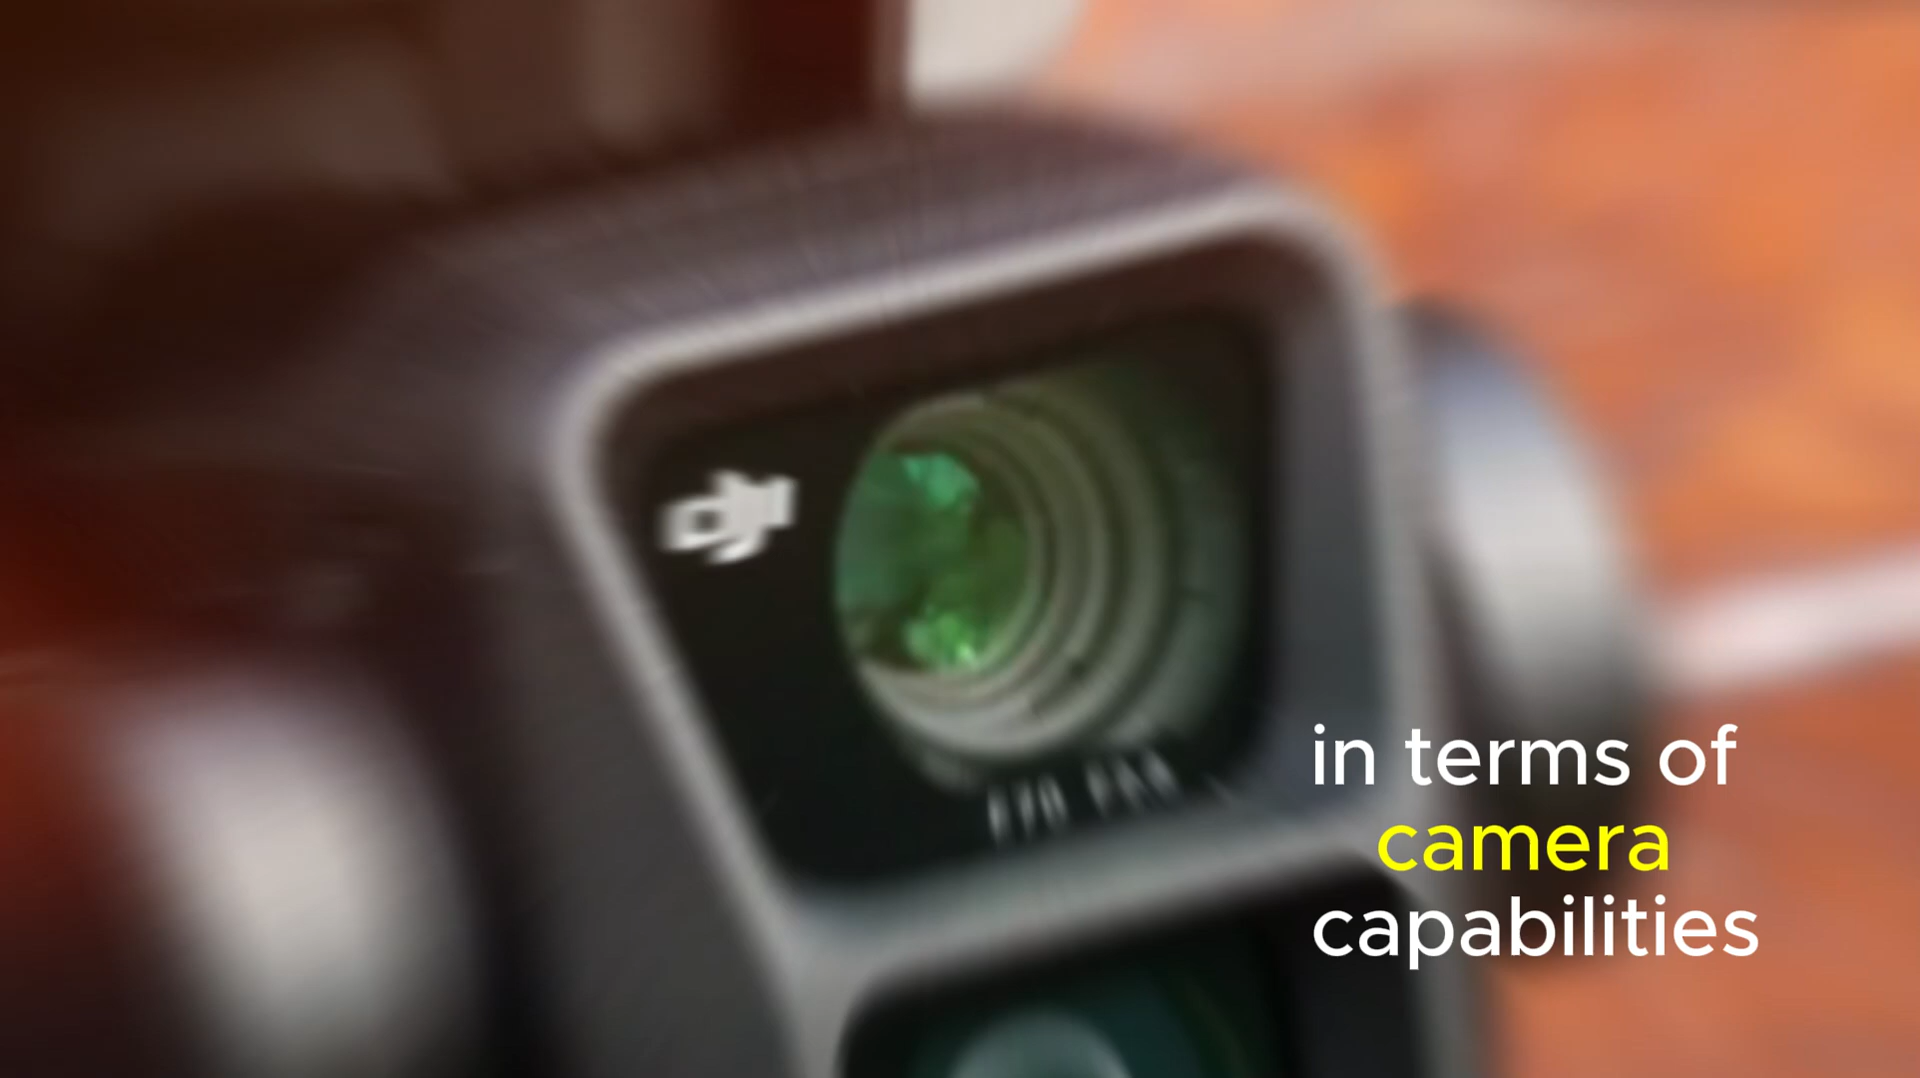 dji
in terms of
camera
capabilities